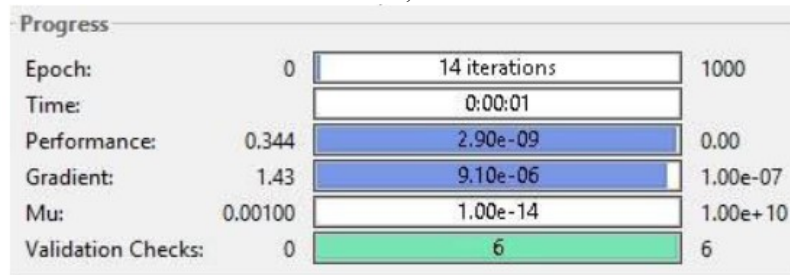 Progress
Epoch: 0 14 iterations 1000
Time: 0:00:01
Performance: 0.344 2.90e-09 0.00
Gradient: 1.43 9.10e-06 1.00e-07
Mu: 0.00100 1.00e-14 1.00e+10
Validation Checks: 0 6 6